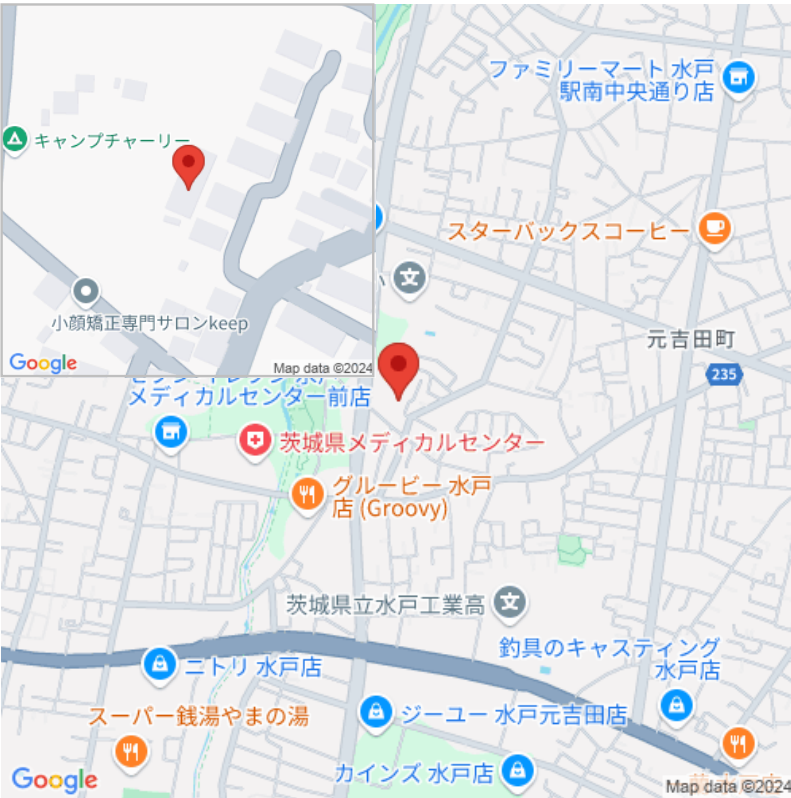 キャンプチャーリー
小顔矯正専門サロンkeep
Google
Map data ©2024
ファミリーマート 水戸
駅南中央通り店
スターバックスコーヒー
文
元吉田町
235
メディカルセンター前店
茨城県メディカルセンター
グルービー 水戸
店 (Groovy)
茨城県立水戸工業高
文
釣具のキャスティング
水戸店
ニトリ 水戸店
スーパー銭湯やまの湯
ジーユー 水戸元吉田店
カインズ 水戸店
Google
Map data ©2024